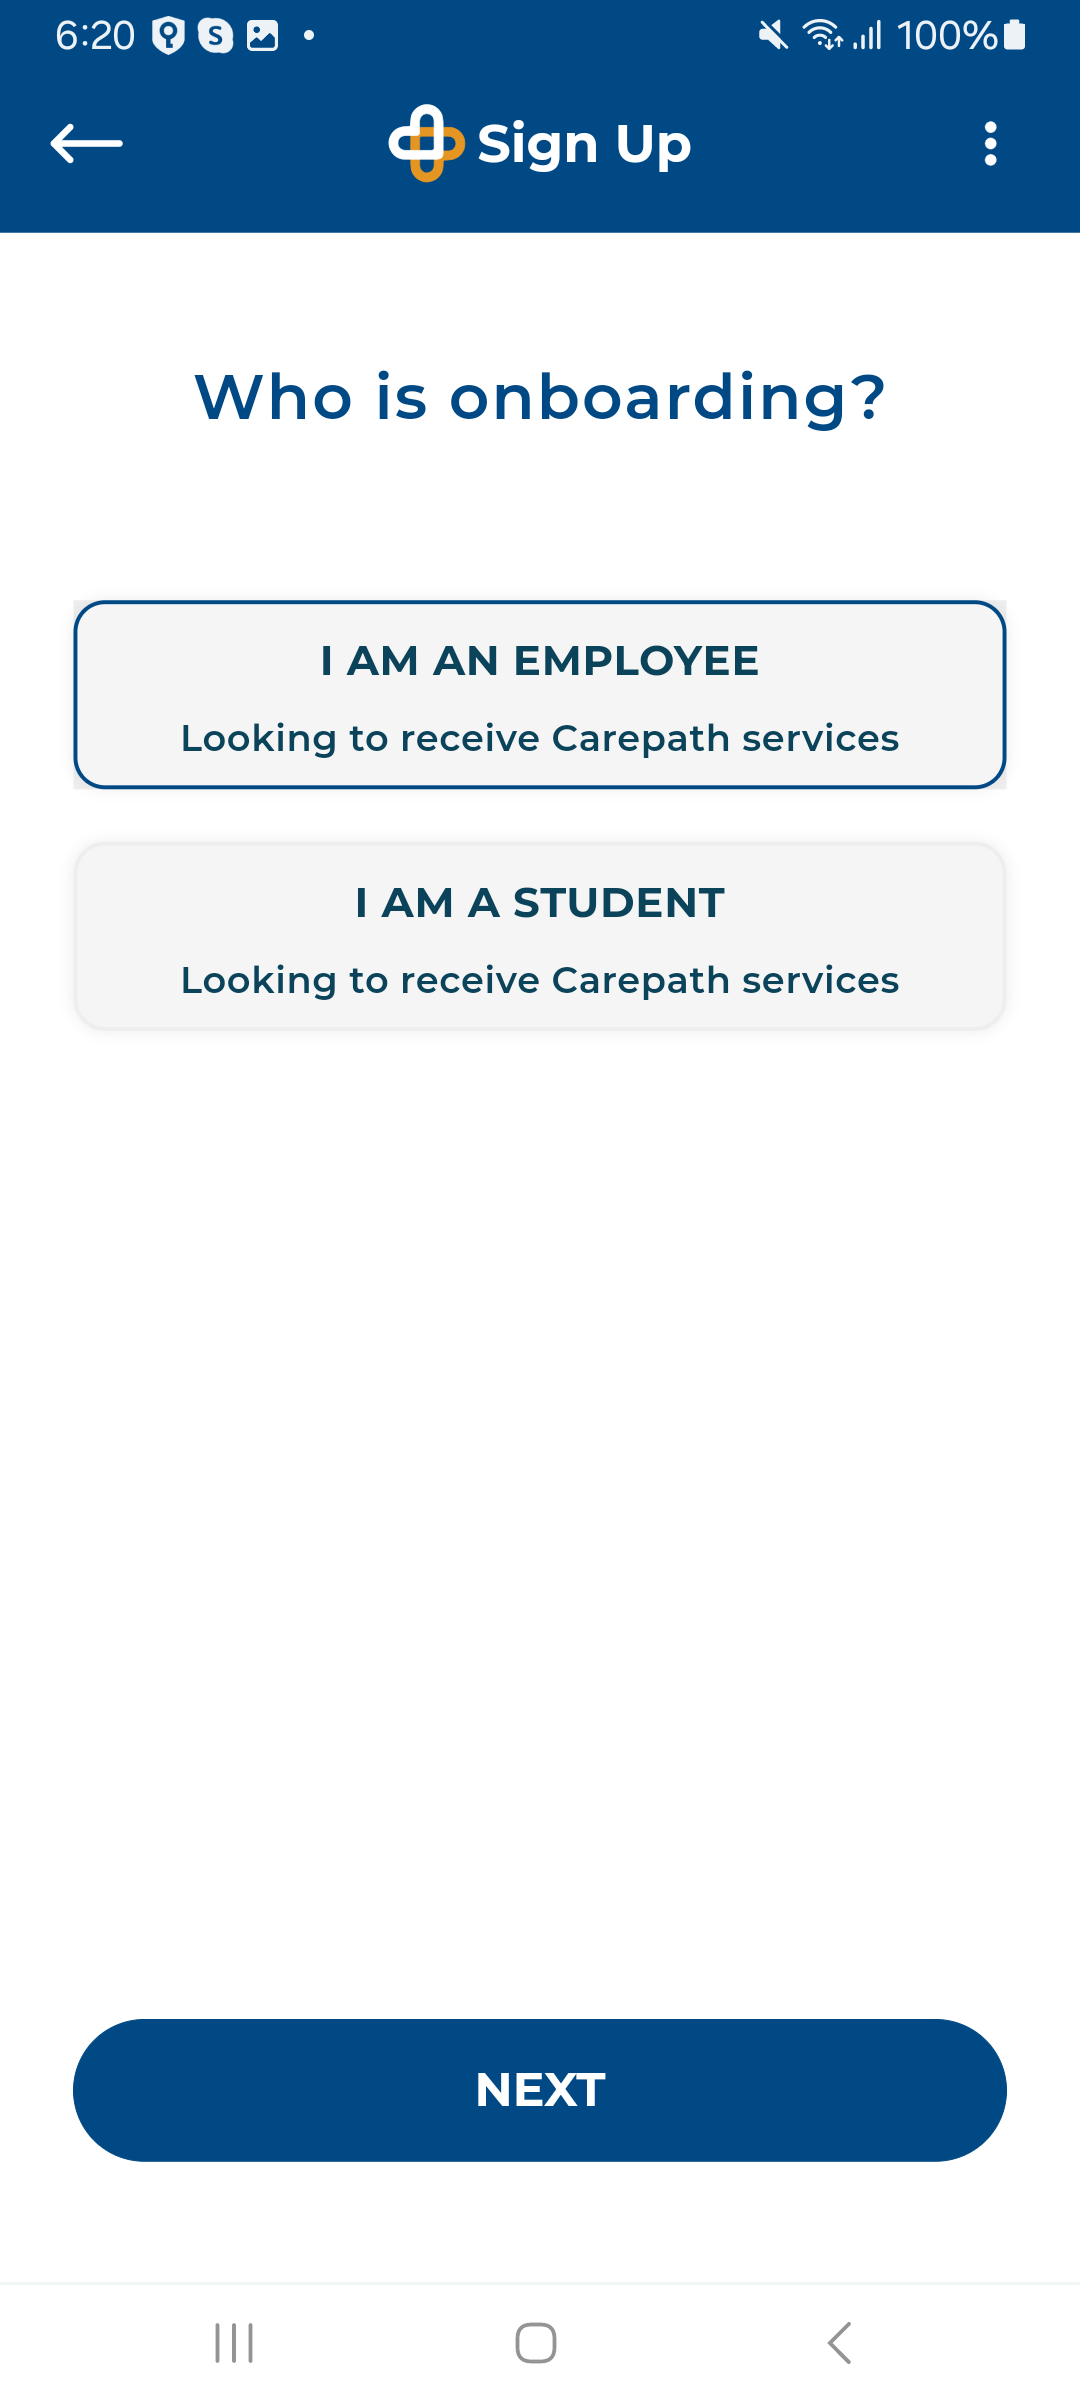 6:20
100%
Sign Up
Who is onboarding?
I AM AN EMPLOYEE
Looking to receive Carepath services
I AM A STUDENT
Looking to receive Carepath services
NEXT